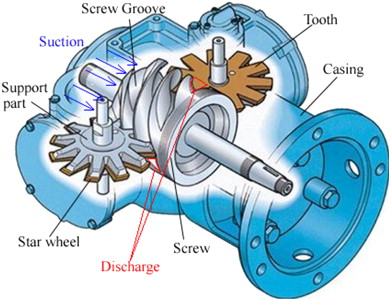 Screw Groove
Suction
Tooth
Support
part
Casing
Star wheel
Discharge
Screw